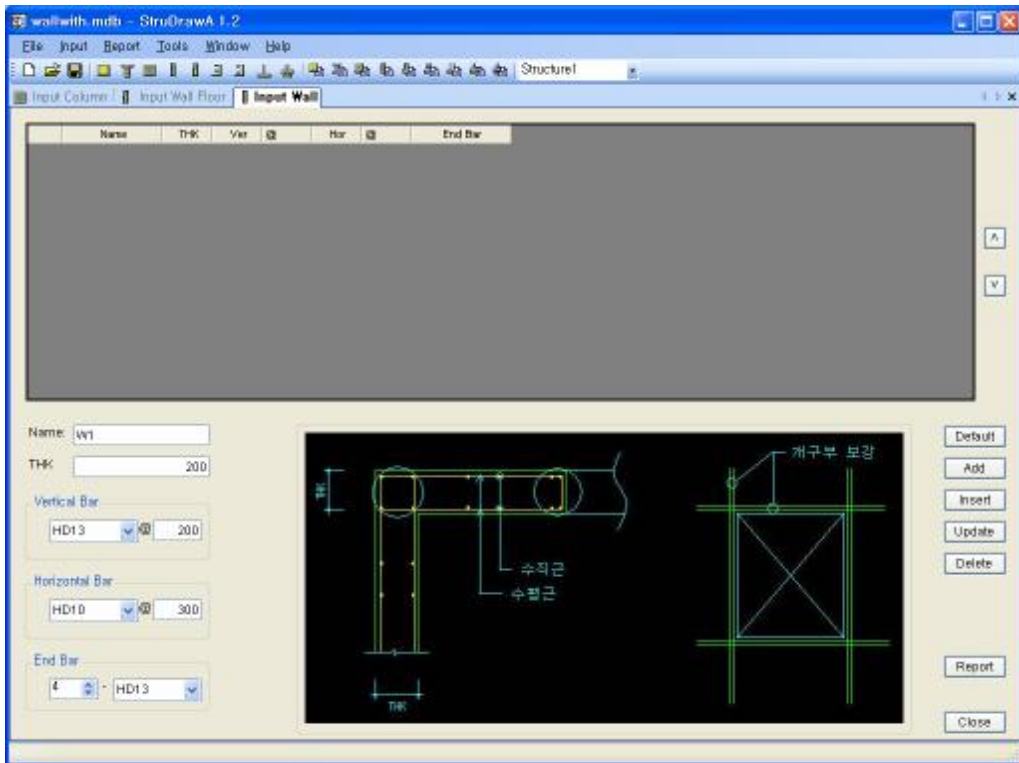 wallwith.mdb - StruDrawA 1.2
File Input Report Tools Window Help
Structure1
Input Column Input Wall Floor Input Wall
Name THK Ver @ Hor @ End Bar
^
v
Name: W1
THK 200
Vertical Bar
HD13 @ 200
Horizontal Bar
HD10 @ 300
End Bar
4 - HD13
THK
수직근
수평근
THK
개구부 보강
Default
Add
Insert
Update
Delete
Report
Close